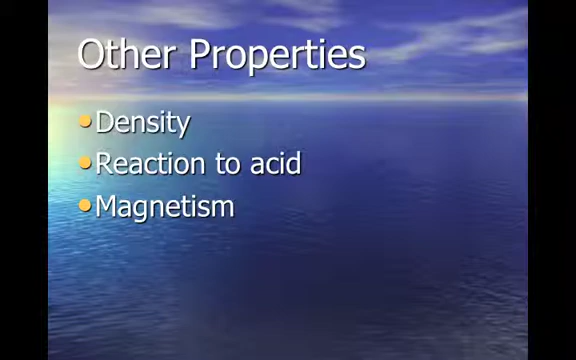 Other Properties
•Density
•Reaction to acid
•Magnetism